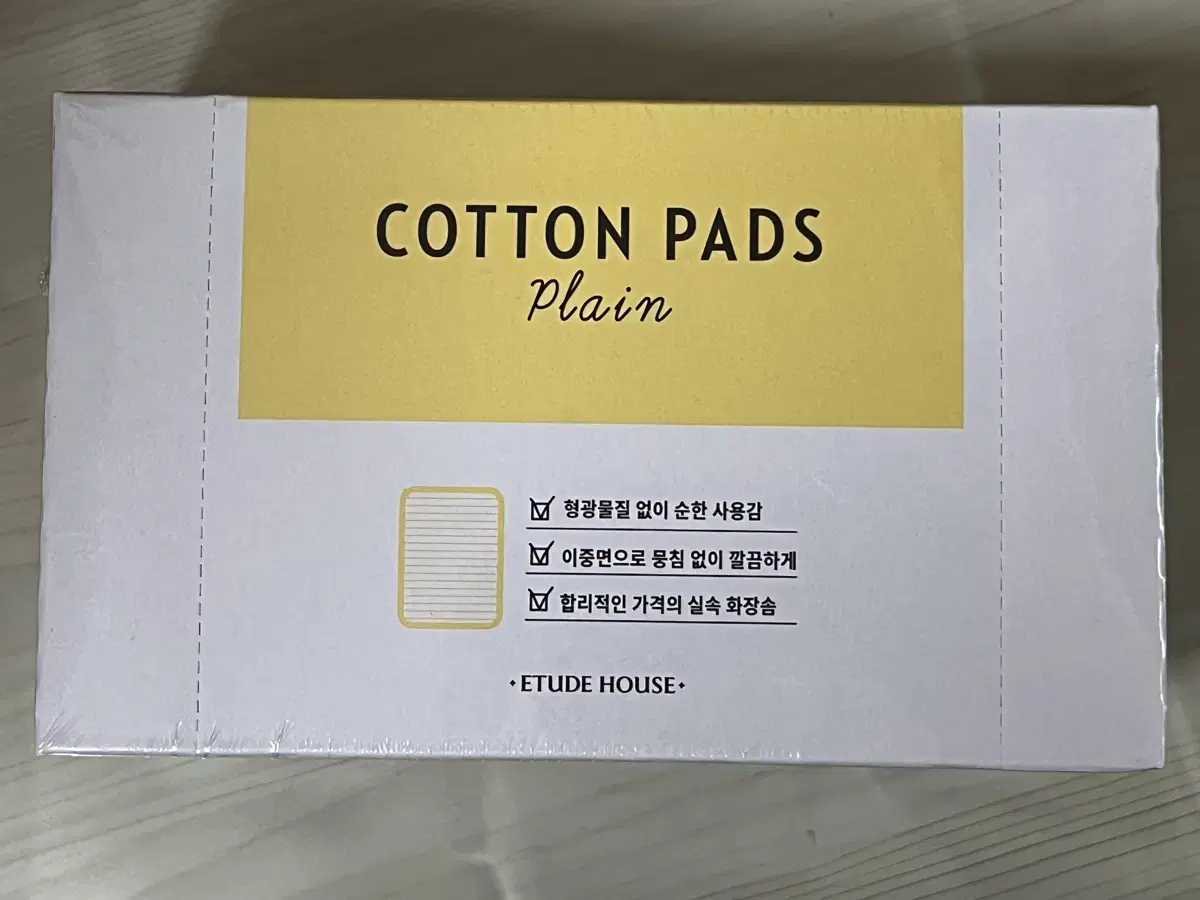 COTTON PADS
Plain
형광물질 없이 순한 사용감
이중면으로 뭉침 없이 깔끔하게
합리적인 가격의 실속 화장솜
ETUDE HOUSE